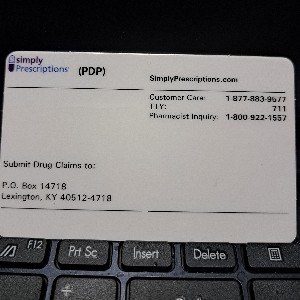 simply
Prescriptions (PDP)
SimplyPrescriptions.com
Customer Care: 1-877-883-9577
TTY: 711
Pharmacist Inquiry: 1-800-922-1557
Submit Drug Claims to:
P.O. Box 14718
Lexington, KY 40512-4718
F12
Prt Sc
Insert
Delete